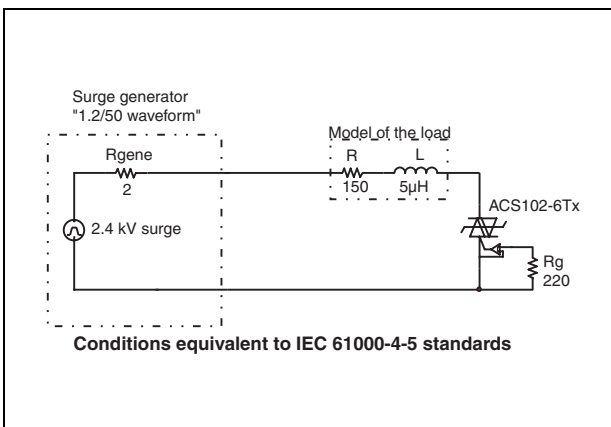 Surge generator
"1.2/50 waveform"
Model of the load
Rgene
R
L
2
150
5µH
ACS102-6Tx
2.4 kV surge
Rg
220
Conditions equivalent to IEC 61000-4-5 standards